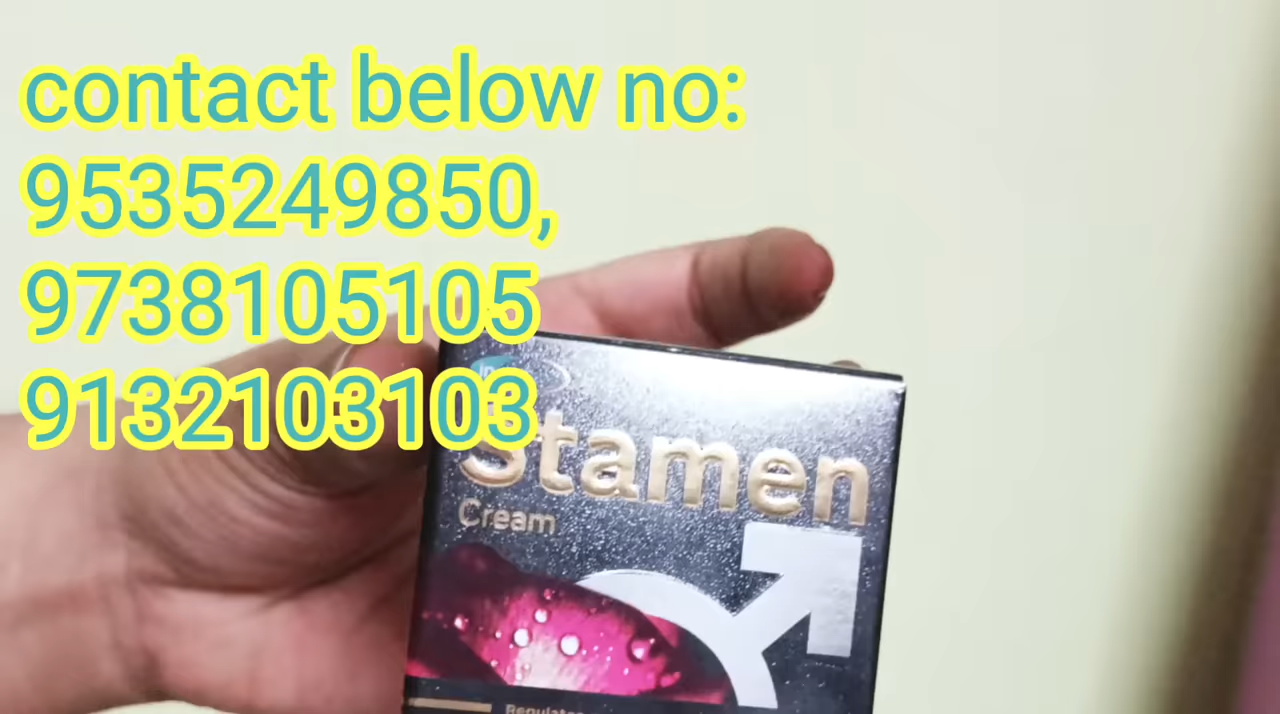 contact below no:
9535249850,
9738105105
9132103103
Stamen
Cream